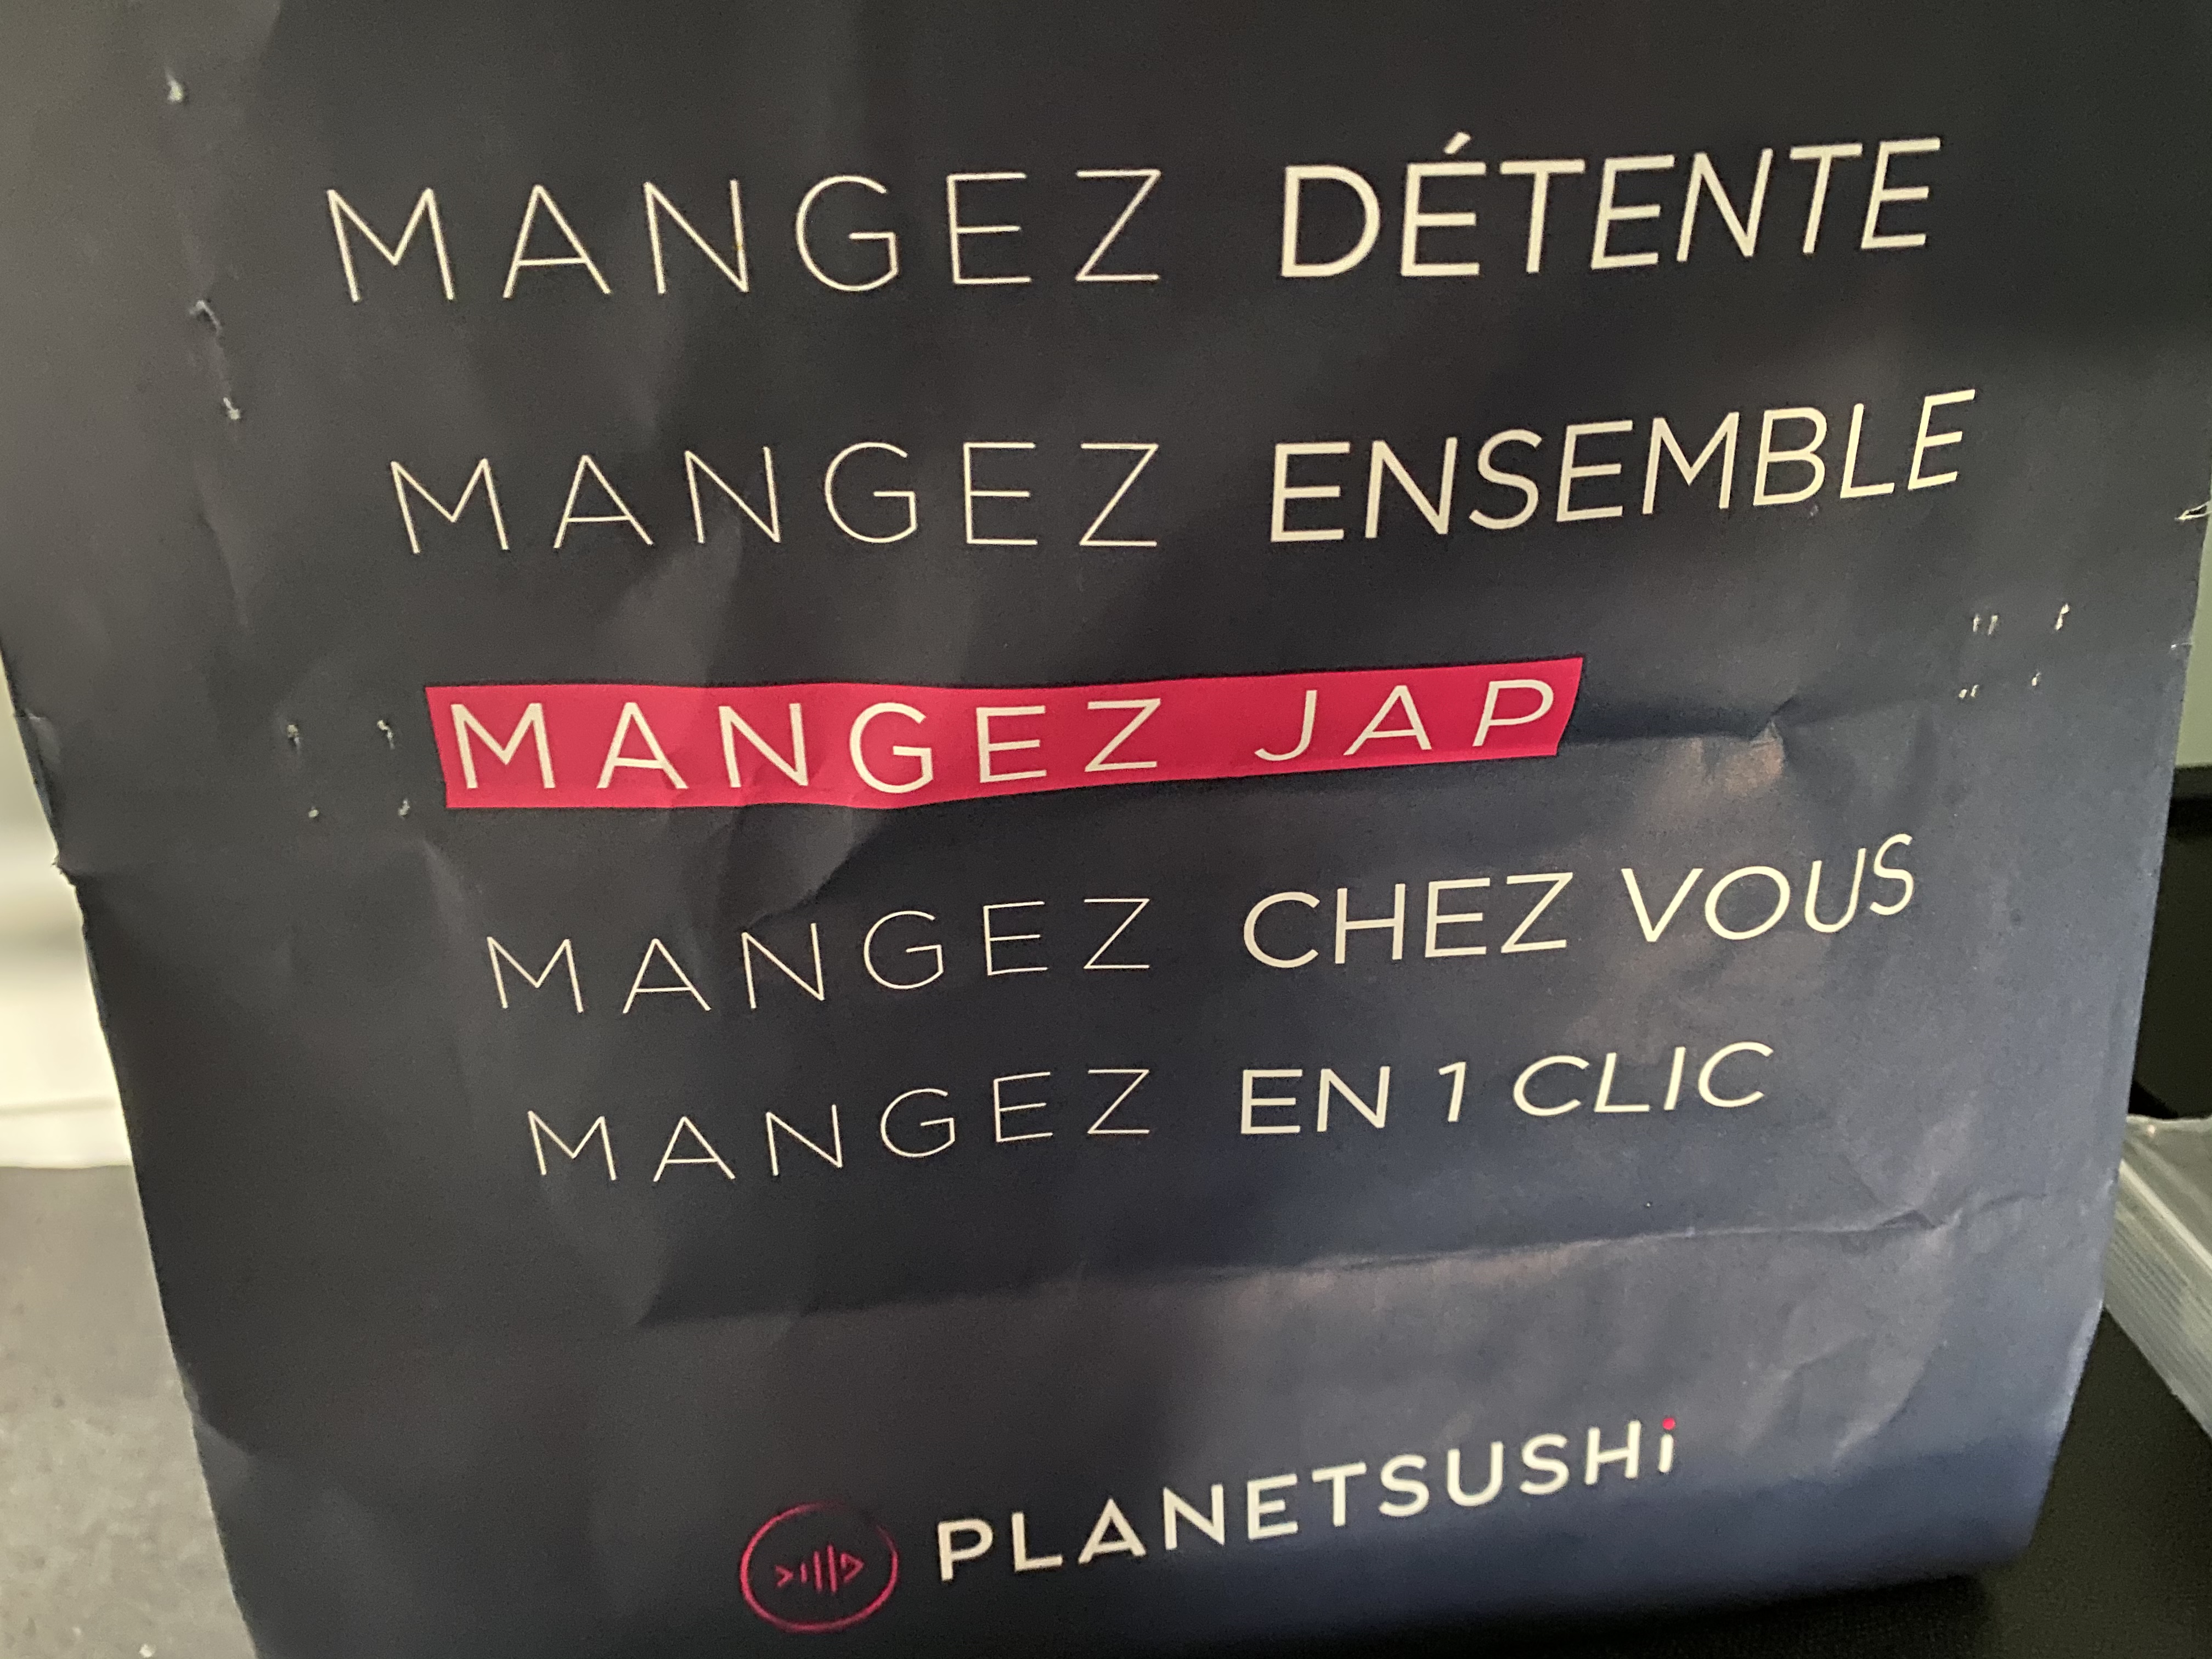 MANGEZ DÉTENTE
MANGEZ ENSEMBLE
MANGEZ JAP
MANGEZ CHEZ VOUS
MANGEZ EN 1 CLIC
PLANETSUSHi